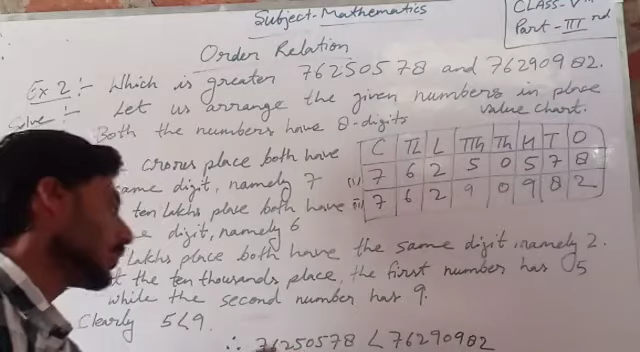 Subject-Mathematics
CLASS-V
Part-III rd
Order Relation
Ex 2:- Which is greater 76250578 and 76290982.
Solve:- Let us arrange the given numbers in place value chart.
Both the numbers have 8-digits
C TL L TTh Th H T O
(i) 7 6 2 5 0 5 7 8
(ii) 7 6 2 9 0 9 8 2
crores place both have
same digit, namely 7
ten lakhs place both have
digit, namely 6
Lakhs place both have the same digit, namely 2.
the ten thousands place, the first number has 5
while the second number has 9.
Clearly 5<9.
∴ 76250578 < 76290982